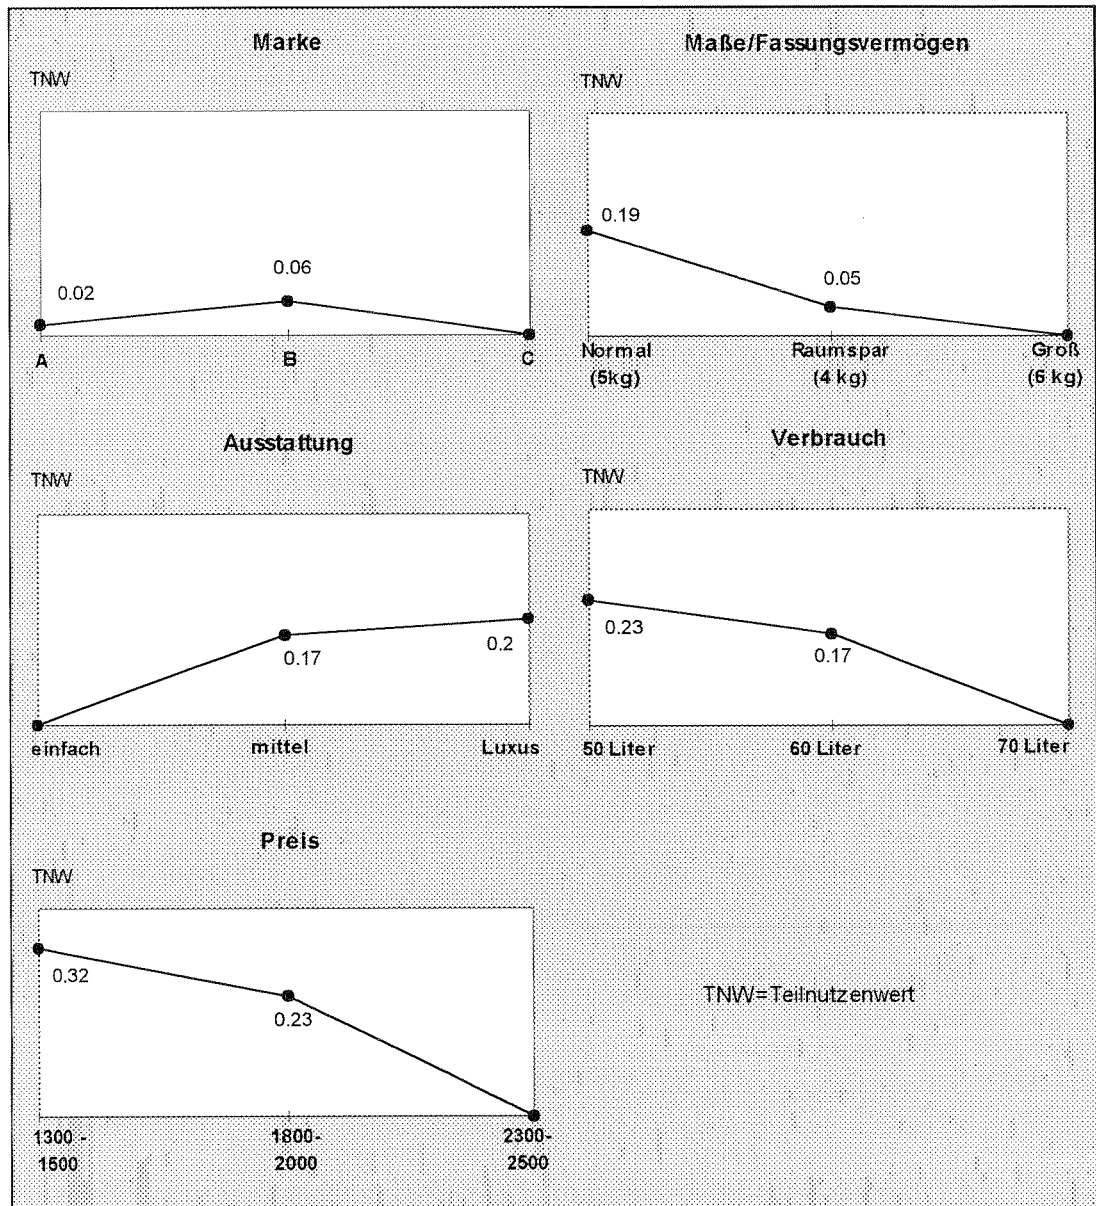 Marke
TNW
0.02
0.06
A
B
C
Maße/Fassungsvermögen
TNW
0.19
0.05
Normal
(5kg)
Raumspar
(4 kg)
Groß
(6 kg)
Ausstattung
TNW
0.17
0.2
einfach
mittel
Luxus
Verbrauch
TNW
0.23
0.17
50 Liter
60 Liter
70 Liter
Preis
TNW
0.32
0.23
1300 -
1500
1800-
2000
2300-
2500
TNW=Teilnutzenwert